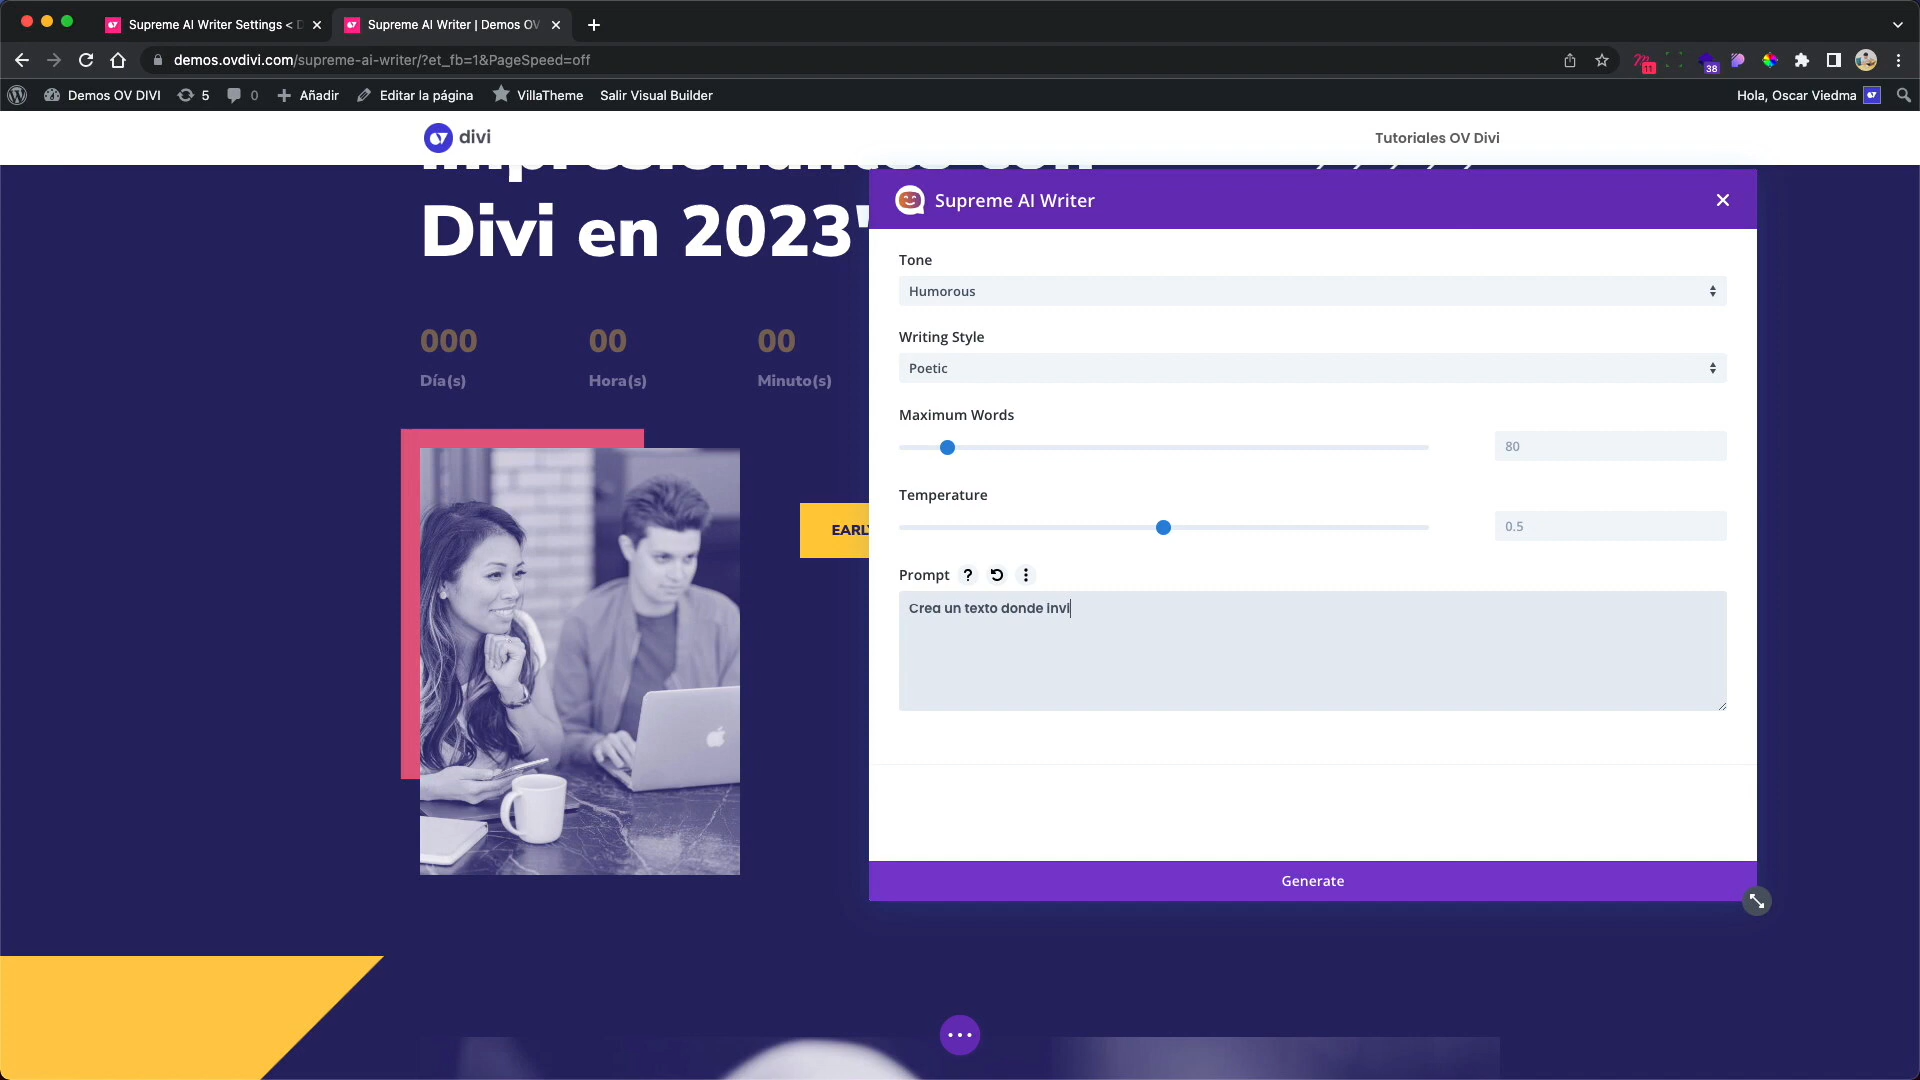 Supreme AI Writer Settings < D
Supreme AI Writer | Demos OV
demos.ovdivi.com/supreme-ai-writer/?et_fb=1&PageSpeed=off
11
38
Demos OV DIVI
5
0
Añadir
Editar la página
VillaTheme
Salir Visual Builder
Hola, Oscar Viedma
divi
Tutoriales OV Divi
Divi en 2023"
000
00
00
Día(s)
Hora(s)
Minuto(s)
EARLY
Supreme AI Writer
Tone
Humorous
Writing Style
Poetic
Maximum Words
80
Temperature
0.5
Prompt
?
Crea un texto donde invi
Generate